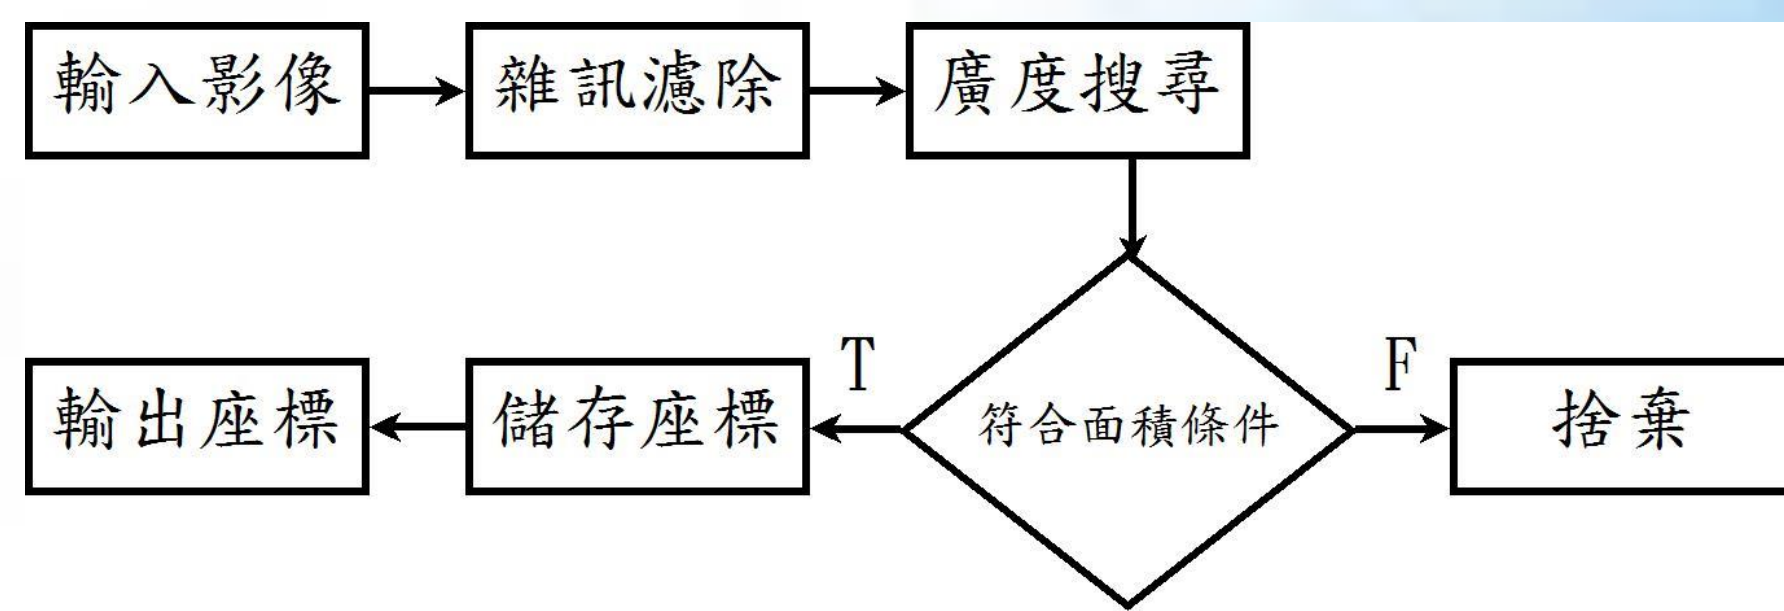 輸入影像
雜訊濾除
廣度搜尋
符合面積條件
T
F
儲存座標
輸出座標
捨棄